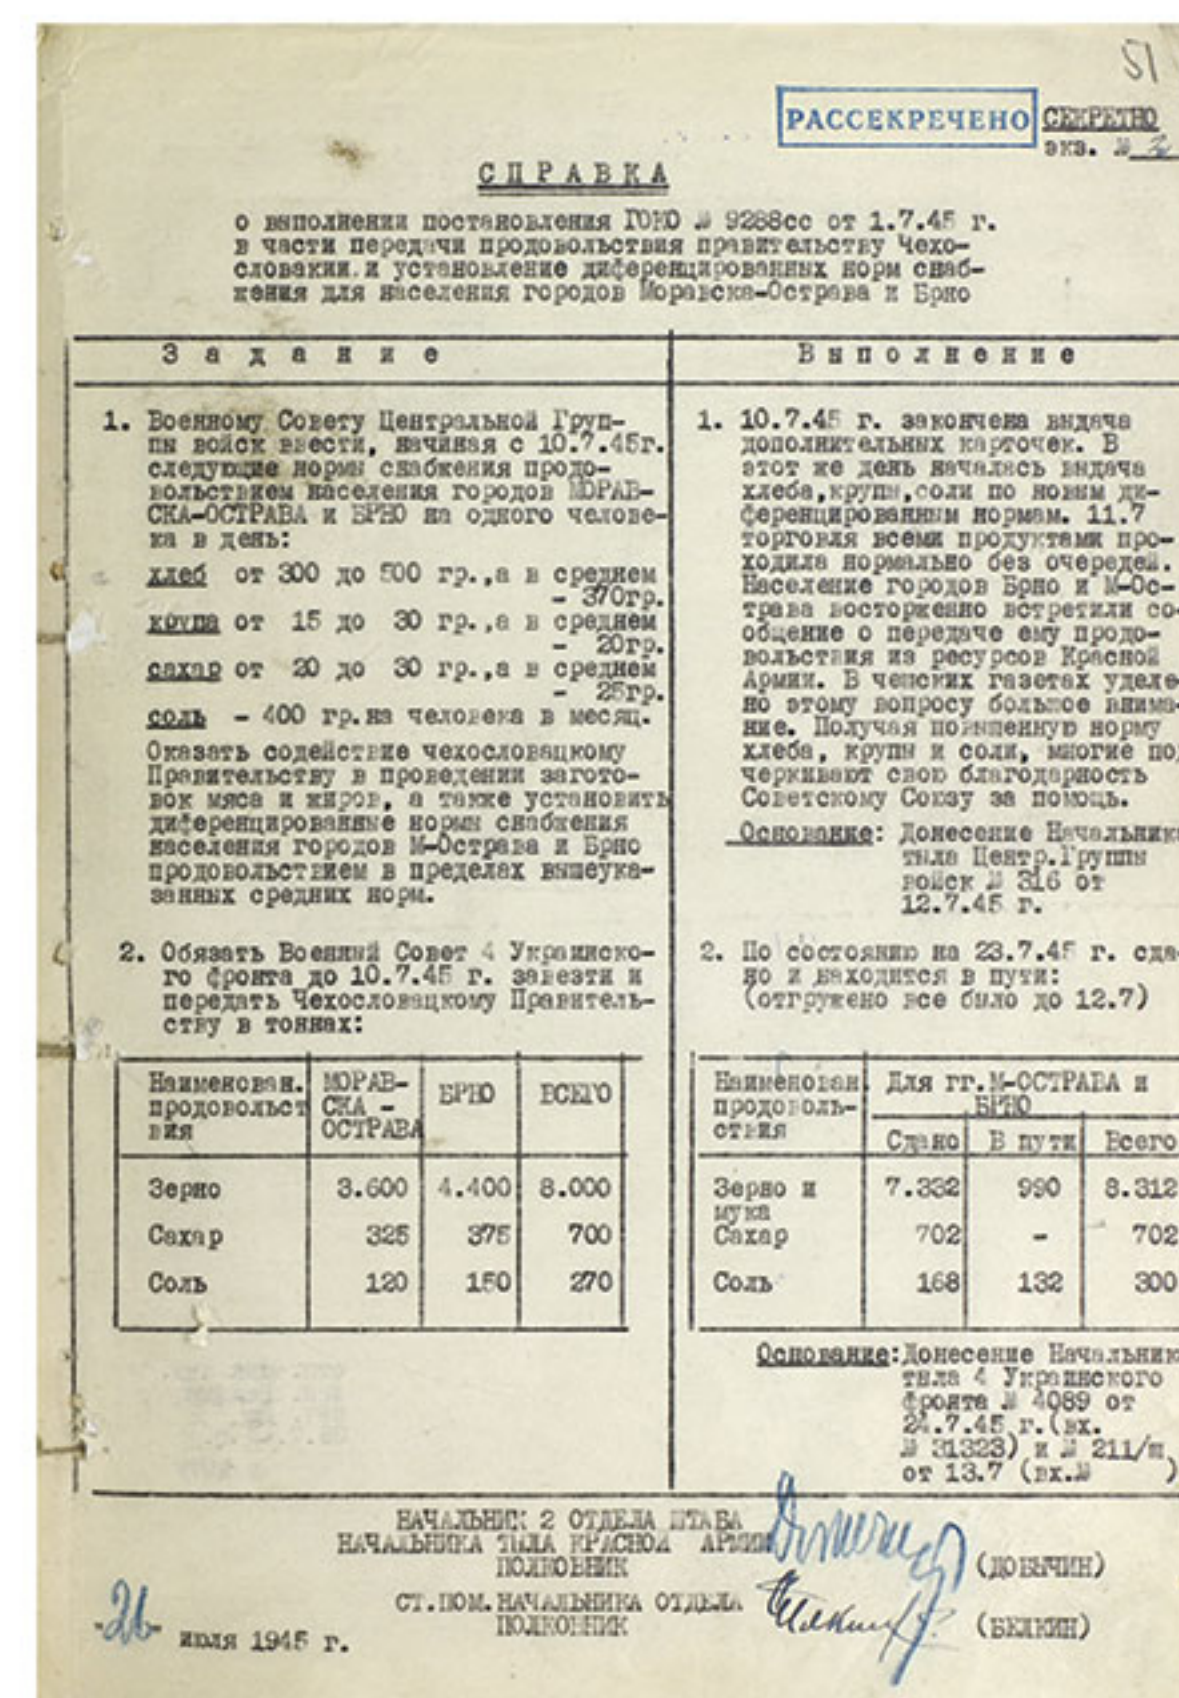 51
РАССЕКРЕЧЕНО СЕКРЕТНО
экз. №
СПРАВКА
о выполнении постановления ГОКО № 9288сс от 1.7.45 г.
в части передачи продовольствия правительству Чехо-
словакии и установление диференцированных норм снаб-
жения для населения городов Моравска-Острава и Брно
Задание
1. Военному Совету Центральной Груп-
пы войск ввести, начиная с 10.7.45г.
следующие нормы снабжения продо-
вольствием населения городов МОРАВ-
СКА-ОСТРАВА и БРНО на одного челове-
ка в день:
хлеб от 300 до 500 гр.,а в среднем
- 370гр.
крупа от 15 до 30 гр.,а в среднем
- 20гр.
сахар от 20 до 30 гр.,а в среднем
- 25гр.
соль - 400 гр.на человека в месяц.
Оказать содействие чехословацкому
Правительству в проведении загото-
вок мяса и жиров, а также установить
диференцированные нормы снабжения
населения городов М-Острава и Брно
продовольствием в пределах вышеука-
занных средних норм.
2. Обязать Военный Совет 4 Украинско-
го фронта до 10.7.45 г. завезти и
передать Чехословацкому Правитель-
ству в тоннах:
Наименован. продовольст вия МОРАВ- СКА - ОСТРАВА БРНО ВСЕГО
Зерно 3.600 4.400 8.000
Сахар 325 375 700
Соль 120 150 270
Выполнение
1. 10.7.45 г. закончена выдача
дополнительных карточек. В
этот же день началась выдача
хлеба,крупы,соли по новым ди-
ференцированным нормам. 11.7
торговля всеми продуктами про-
ходила нормально без очередей.
Население городов Брно и М-Ос-
трава восторженно встретили со-
общение о передаче ему продо-
вольствия из ресурсов Красной
Армии. В чешских газетах уделе-
но этому вопросу большое внима-
ние. Получая повышенную норму
хлеба, крупы и соли, многие под
черкивают свою благодарность
Советскому Союзу за помощь.
Основание: Донесение Начальника
тыла Центр.Группы
войск № 316 от
12.7.45 г.
2. По состоянию на 23.7.45 г. сда-
но и находится в пути:
(отгружено все было до 12.7)
Наименован. продоволь- ствия Для гг.М-ОСТРАВА и БРНО
Сдано В пути Всего
Зерно и мука 7.332 990 8.312
Сахар 702 - 702
Соль 168 132 300
Основание:Донесение Начальник
тыла 4 Украинского
фронта № 4089 от
24.7.45 г.(вх.
№ 31323) и № 211/ш
от 13.7 (вх.№ )
НАЧАЛЬНИК 2 ОТДЕЛА ШТАБА
НАЧАЛЬНИКА ТЫЛА КРАСНОЙ АРМИИ
ПОЛКОВНИК (ДОБЫЧИН)
СТ.ПОМ.НАЧАЛЬНИКА ОТДЕЛА
ПОЛКОВНИК (БЕЛКИН)
-26- июля 1945 г.